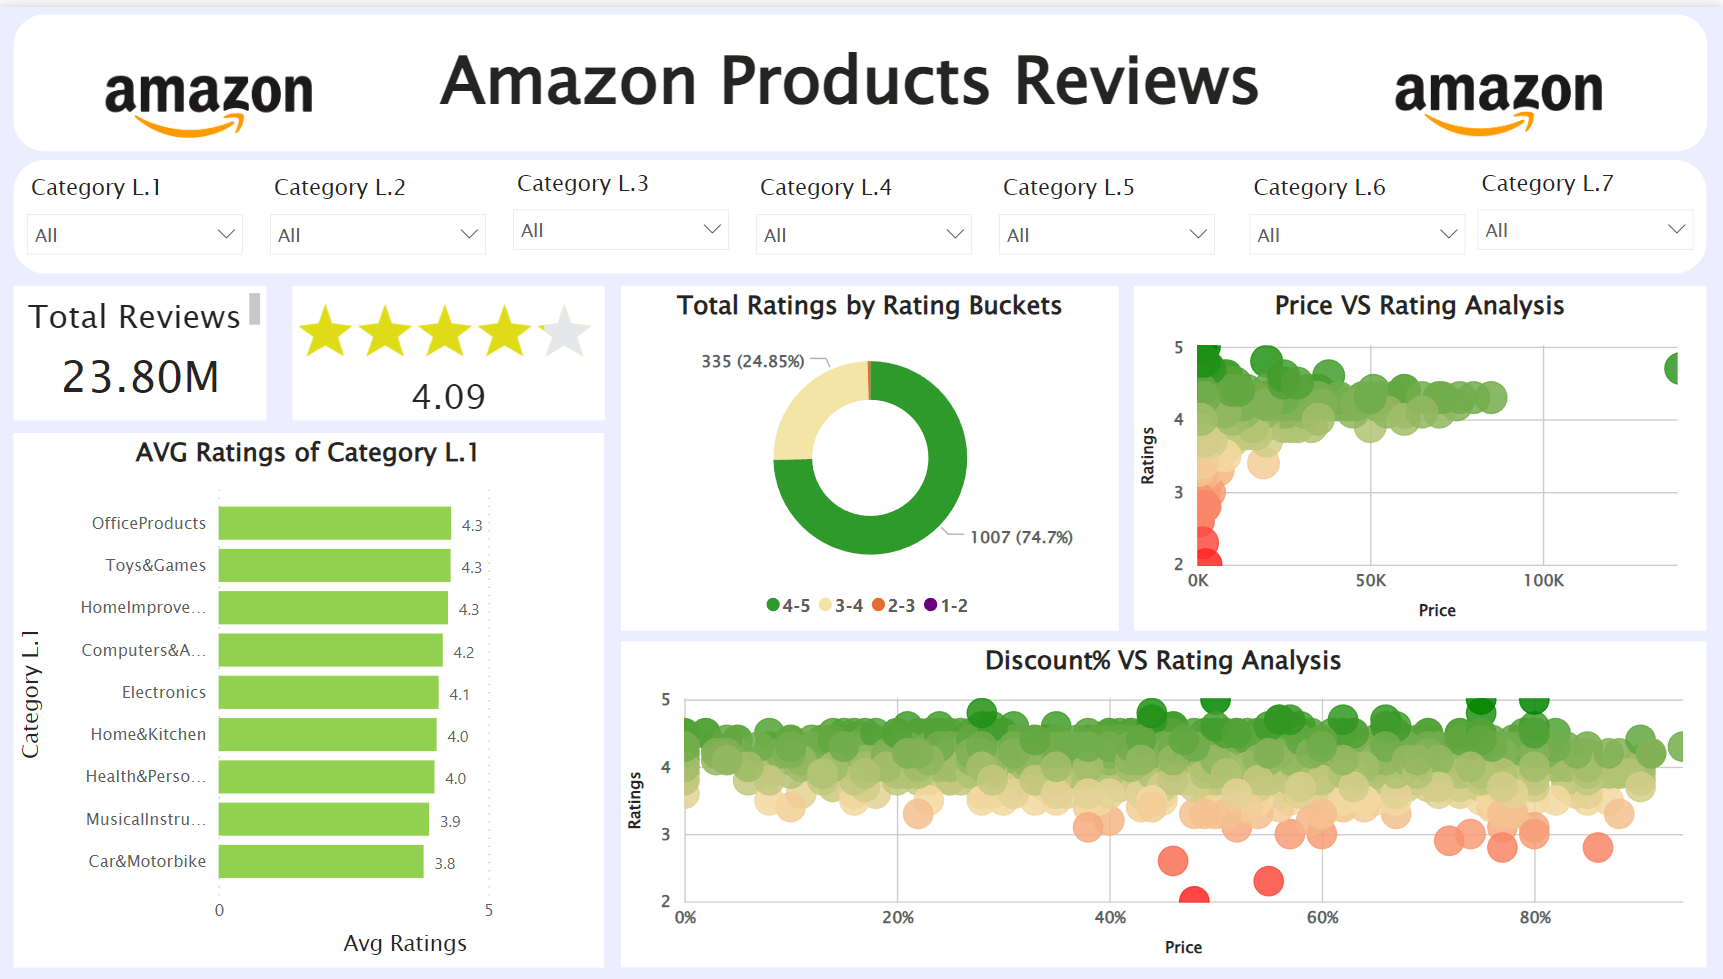 amazon
Amazon Products Reviews
amazon
Category L.1
All
Category L.2
All
Category L.3
All
Category L.4
All
Category L.5
All
Category L.6
All
Category L.7
All
Total Reviews
23.80M
4.09
AVG Ratings of Category L.1
Category L.1
OfficeProducts 4.3
Toys&Games 4.3
HomeImprove... 4.3
Computers&A... 4.2
Electronics 4.1
Home&Kitchen 4.0
Health&Perso... 4.0
MusicalInstru... 3.9
Car&Motorbike 3.8
0 5
Avg Ratings
Total Ratings by Rating Buckets
335 (24.85%)
1007 (74.7%)
4-5 3-4 2-3 1-2
Price VS Rating Analysis
Ratings
5
4
3
2
0K 50K 100K
Price
Discount% VS Rating Analysis
Ratings
5
4
3
2
0% 20% 40% 60% 80%
Price